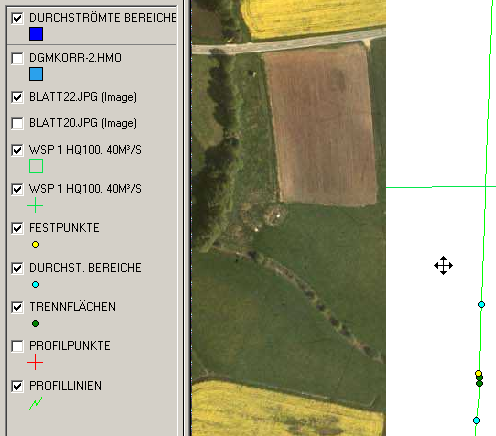 DURCHSTRÖMTE BEREICHE
DGMKORR-2.HMO
BLATT22.JPG (Image)
BLATT20.JPG (Image)
WSP 1 HQ100. 40M³/S
WSP 1 HQ100. 40M³/S
FESTPUNKTE
DURCHST. BEREICHE
TRENNFLÄCHEN
PROFILPUNKTE
PROFILLINIEN